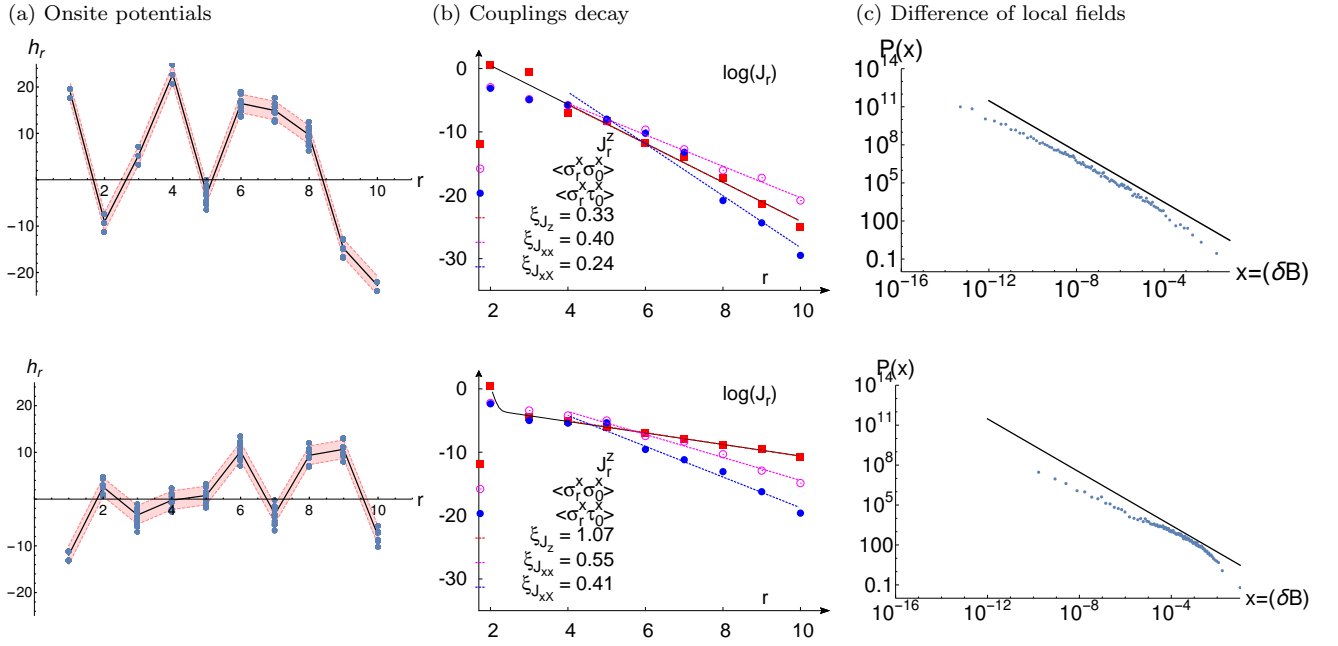 (a) Onsite potentials
(b) Couplings decay
(c) Difference of local fields
h_r
20
10
-10
-20
2
4
6
8
10
r
0
-10
-20
-30
log(J_r)
J_r^z
<σ_r^x σ_0^x>
<σ_r^x τ_0^x>
ξ_{J_z} = 0.33
ξ_{J_xx} = 0.40
ξ_{J_xX} = 0.24
r
2
4
6
8
10
P(x)
10^14
10^11
10^8
10^5
100
0.1
10^-16
10^-12
10^-8
10^-4
x=(δB)
h_r
20
10
-10
-20
2
4
6
8
10
r
0
-10
-20
-30
log(J_r)
J_r^z
<σ_r^x σ_0^x>
<σ_r^x τ_0^x>
ξ_{J_z} = 1.07
ξ_{J_xx} = 0.55
ξ_{J_xX} = 0.41
r
2
4
6
8
10
P(x)
10^14
10^11
10^8
10^5
100
0.1
10^-16
10^-12
10^-8
10^-4
x=(δB)